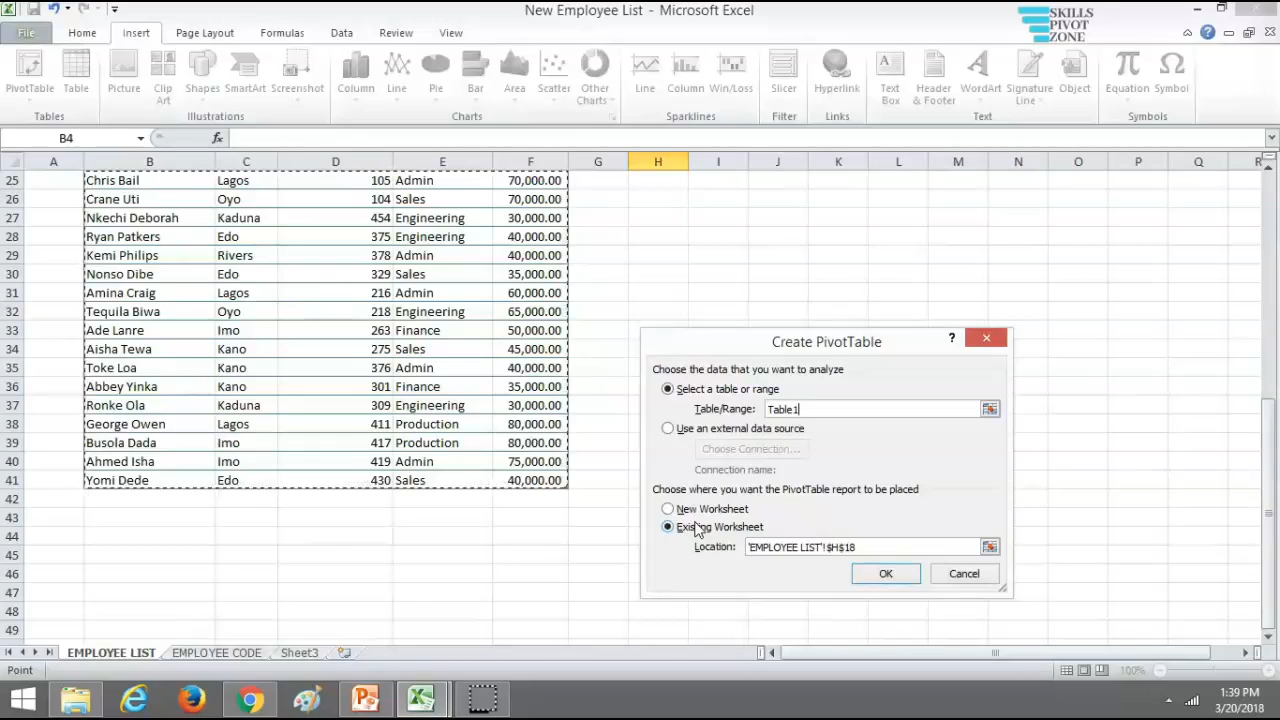 New Employee List - Microsoft Excel
SKILLS
PIVOT
ZONE
File Home Insert Page Layout Formulas Data Review View
PivotTable Table Picture Clip Art Shapes SmartArt Screenshot Column Line Pie Bar Area Scatter Other Charts Line Column Win/Loss Slicer Hyperlink Text Box Header & Footer WordArt Signature Line Object Equation Symbol
Tables Illustrations Charts Sparklines Filter Links Text Symbols
B4 fx
A B C D E F G H I J K L M N O P Q R
25 Chris Bail Lagos 105 Admin 70,000.00
26 Crane Uti Oyo 104 Sales 70,000.00
27 Nkechi Deborah Kaduna 454 Engineering 30,000.00
28 Ryan Patkers Edo 375 Engineering 40,000.00
29 Kemi Philips Rivers 378 Admin 40,000.00
30 Nonso Dibe Edo 329 Sales 35,000.00
31 Amina Craig Lagos 216 Admin 60,000.00
32 Tequila Biwa Oyo 218 Engineering 65,000.00
33 Ade Lanre Imo 263 Finance 50,000.00
34 Aisha Tewa Kano 275 Sales 45,000.00
35 Toke Loa Kano 376 Admin 40,000.00
36 Abbey Yinka Kano 301 Finance 35,000.00
37 Ronke Ola Kaduna 309 Engineering 30,000.00
38 George Owen Lagos 411 Production 80,000.00
39 Busola Dada Imo 417 Production 80,000.00
40 Ahmed Isha Imo 419 Admin 75,000.00
41 Yomi Dede Edo 430 Sales 40,000.00
42
43
44
45
46
47
48
49
Create PivotTable
?
Choose the data that you want to analyze
Select a table or range
Table/Range: Table1
Use an external data source
Choose Connection...
Connection name:
Choose where you want the PivotTable report to be placed
New Worksheet
Existing Worksheet
Location: 'EMPLOYEE LIST'!$H$18
OK Cancel
EMPLOYEE LIST EMPLOYEE CODE Sheet3
Point 100%
1:39 PM
3/20/2018